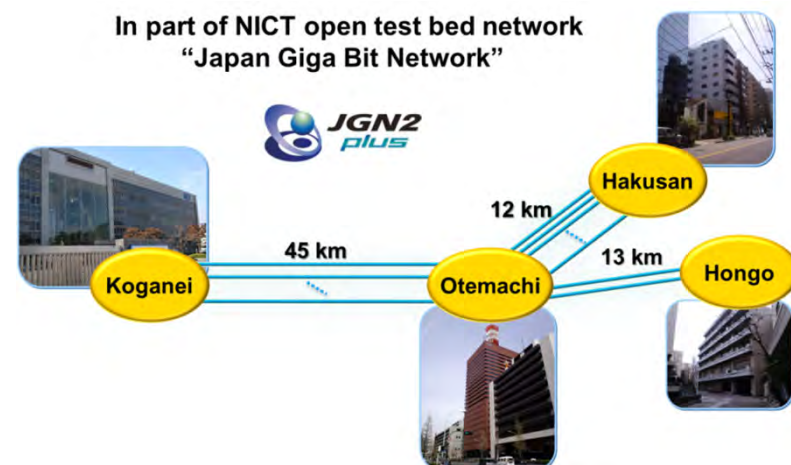 In part of NICT open test bed network
“Japan Giga Bit Network”
JGN2
plus
Hakusan
12 km
45 km
13 km
Koganei
Otemachi
Hongo